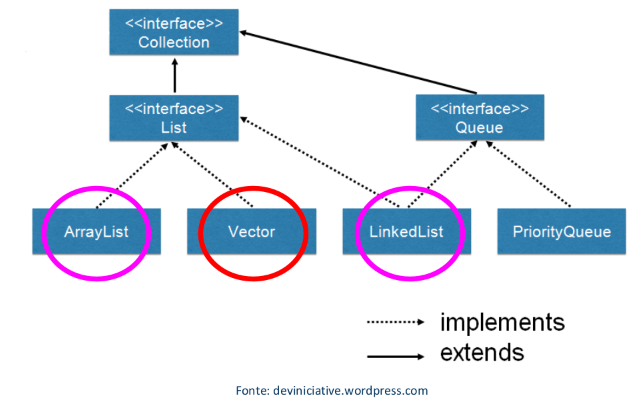 <<interface>>
Collection
<<interface>>
List
<<interface>>
Queue
ArrayList
Vector
LinkedList
PriorityQueue
implements
extends
Fonte: deviniciative.wordpress.com